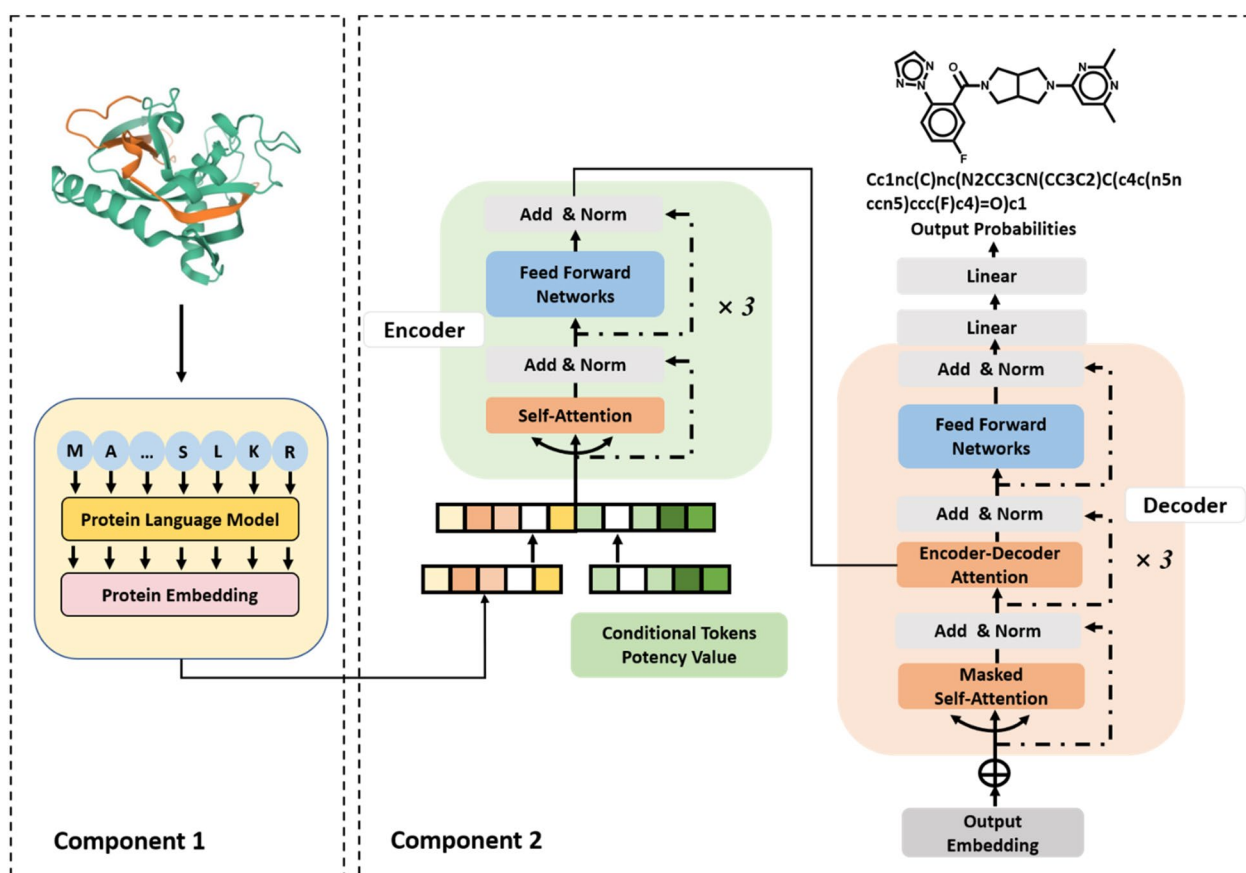 M A ... S L K R
Protein Language Model
Protein Embedding
Component 1
Encoder
Add & Norm
Feed Forward
Networks
× 3
Add & Norm
Self-Attention
Conditional Tokens
Potency Value
Component 2
N
N
N
O
N
N
N
N
F
Cc1nc(C)nc(N2CC3CN(CC3C2)C(c4c(n5n
ccn5)ccc(F)c4)=O)c1
Output Probabilities
Linear
Linear
Add & Norm
Feed Forward
Networks
Decoder
Add & Norm
Encoder-Decoder
Attention
× 3
Add & Norm
Masked
Self-Attention
Output
Embedding